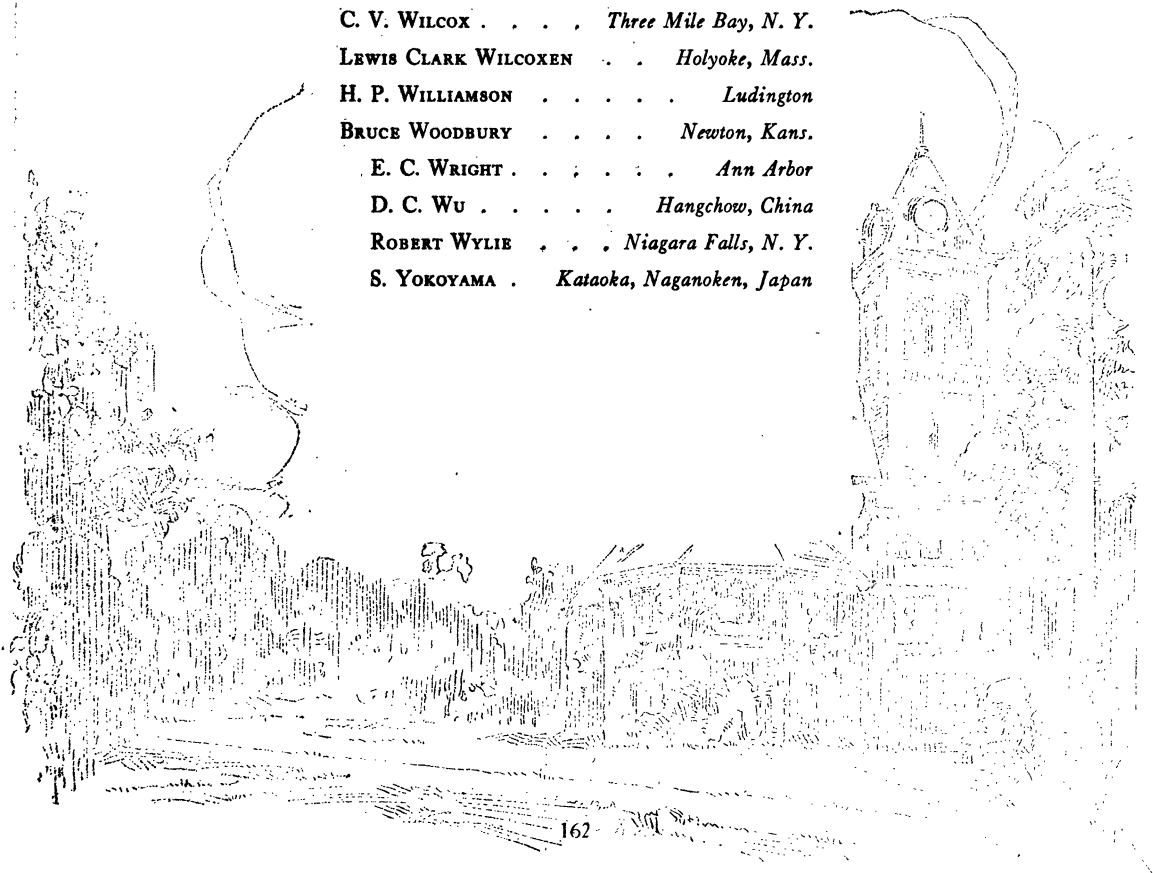 C. V. WILCOX . . . . Three Mile Bay, N. Y.
LEWIS CLARK WILCOXEN . . Holyoke, Mass.
H. P. WILLIAMSON . . . . . Ludington
BRUCE WOODBURY . . . . Newton, Kans.
E. C. WRIGHT . . . . . . Ann Arbor
D. C. WU . . . . . Hangchow, China
ROBERT WYLIE . . . Niagara Falls, N. Y.
S. YOKOYAMA . Kataoka, Naganoken, Japan
162